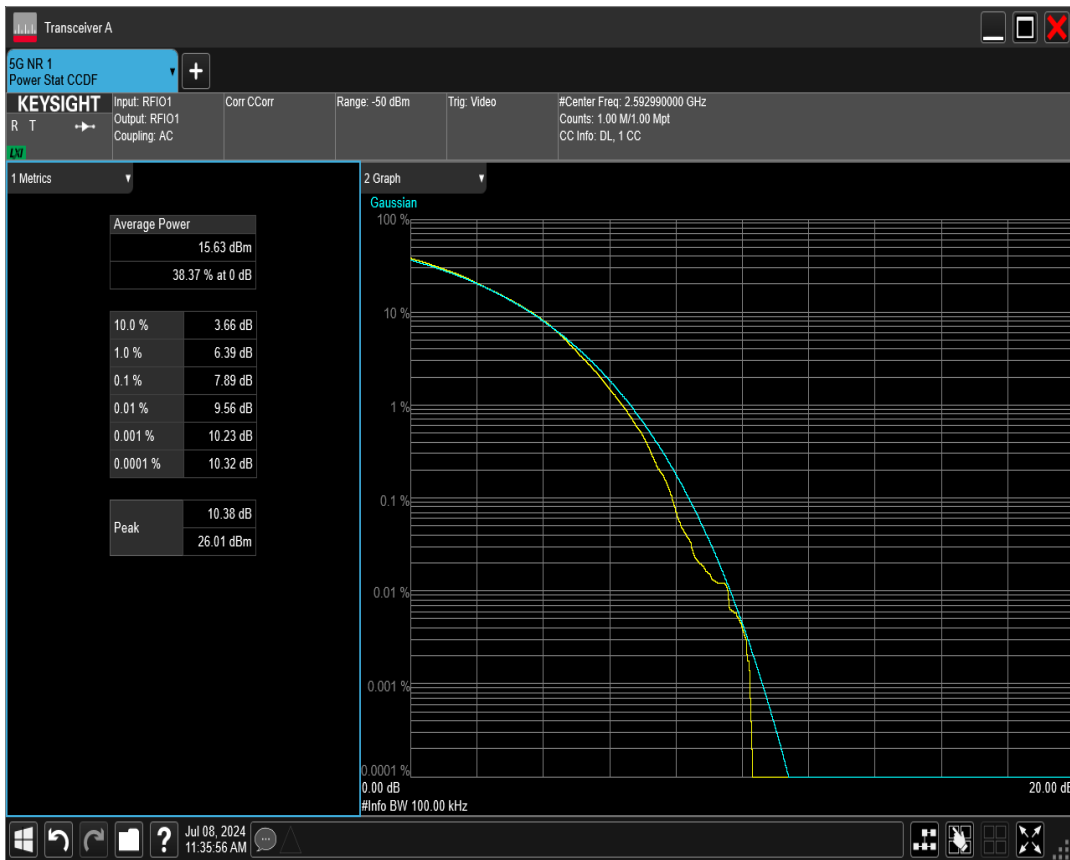 Transceiver A
5G NR 1
Power Stat CCDF
KEYSIGHT
R T
LXI
Input: RFIO1
Output: RFIO1
Coupling: AC
Corr CCorr
Range: -50 dBm
Trig: Video
#Center Freq: 2.592990000 GHz
Counts: 1.00 M/1.00 Mpt
CC Info: DL, 1 CC
1 Metrics
Average Power
15.63 dBm
38.37 % at 0 dB
10.0 % 3.66 dB
1.0 % 6.39 dB
0.1 % 7.89 dB
0.01 % 9.56 dB
0.001 % 10.23 dB
0.0001 % 10.32 dB
Peak
10.38 dB
26.01 dBm
2 Graph
Gaussian
100 %
10 %
1 %
0.1 %
0.01 %
0.001 %
0.0001 %
0.00 dB 20.00 dB
#Info BW 100.00 kHz
?
Jul 08, 2024
11:35:56 AM